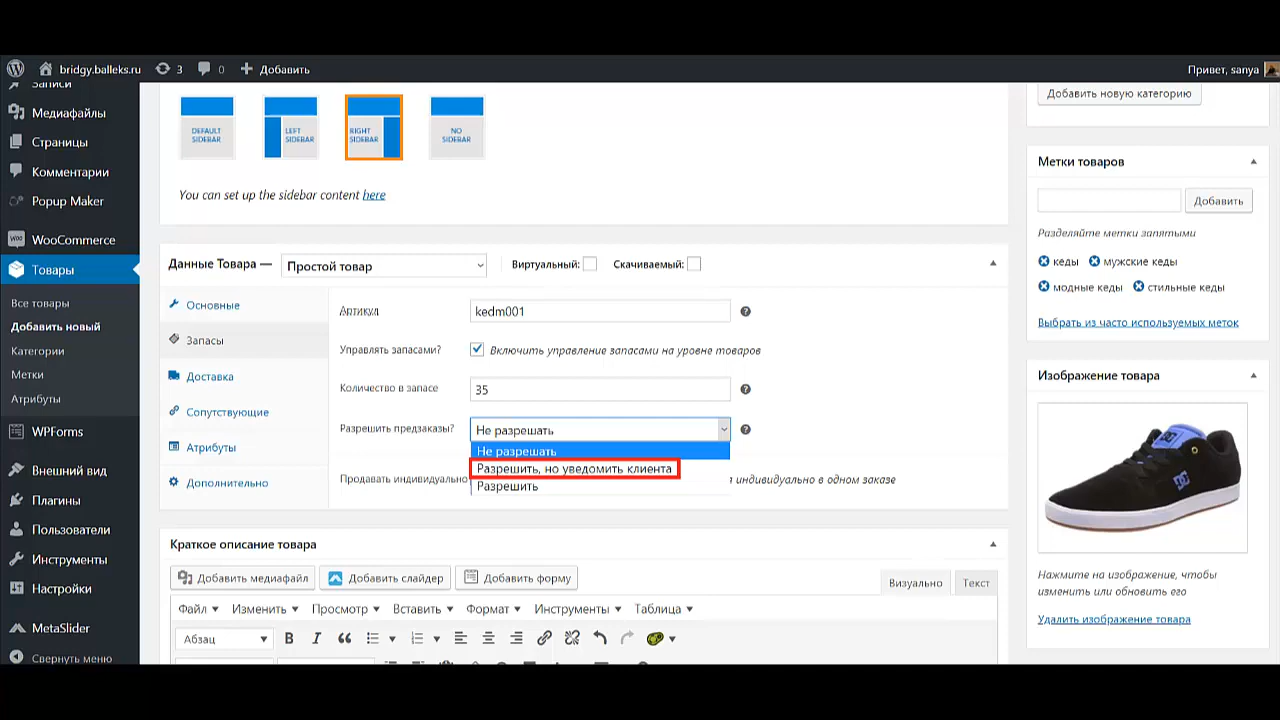 bridgy.balleks.ru 3 0 Добавить Привет, sanya
Записи
Медиафайлы
Страницы
Комментарии
Popup Maker
WooCommerce
Товары
Все товары
Добавить новый
Категории
Метки
Атрибуты
WPForms
Внешний вид
Плагины
Пользователи
Инструменты
Настройки
MetaSlider
Свернуть меню
DEFAULT SIDEBAR
LEFT SIDEBAR
RIGHT SIDEBAR
NO SIDEBAR
You can set up the sidebar content here
Данные Товара — Простой товар Виртуальный: Скачиваемый:
Основные
Запасы
Доставка
Сопутствующие
Атрибуты
Дополнительно
Артикул kedm001
Управлять запасами? Включить управление запасами на уровне товаров
Количество в запасе 35
Разрешить предзаказы? Не разрешать
Не разрешать
Разрешить, но уведомить клиента
Разрешить
Продавать индивидуально индивидуально в одном заказе
Краткое описание товара
Добавить медиафайл Добавить слайдер Добавить форму Визуально Текст
Файл Изменить Просмотр Вставить Формат Инструменты Таблица
Абзац B I
Добавить новую категорию
Метки товаров
Добавить
Разделяйте метки запятыми
кеды мужские кеды
модные кеды стильные кеды
Выбрать из часто используемых меток
Изображение товара
DC
Нажмите на изображение, чтобы
изменить или обновить его
Удалить изображение товара